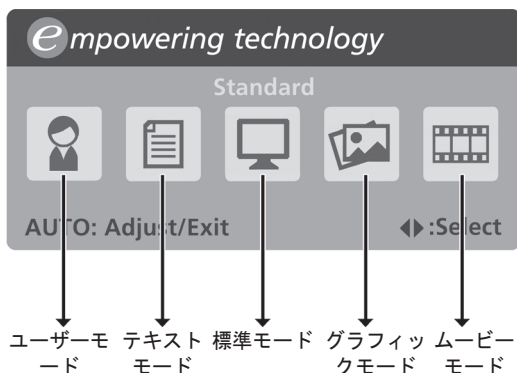 empowering technology
Standard
AUTO: Adjust/Exit
:Select
ユーザーモ
ード
テキスト
モード
標準モード
グラフィッ
クモード
ムービー
モード